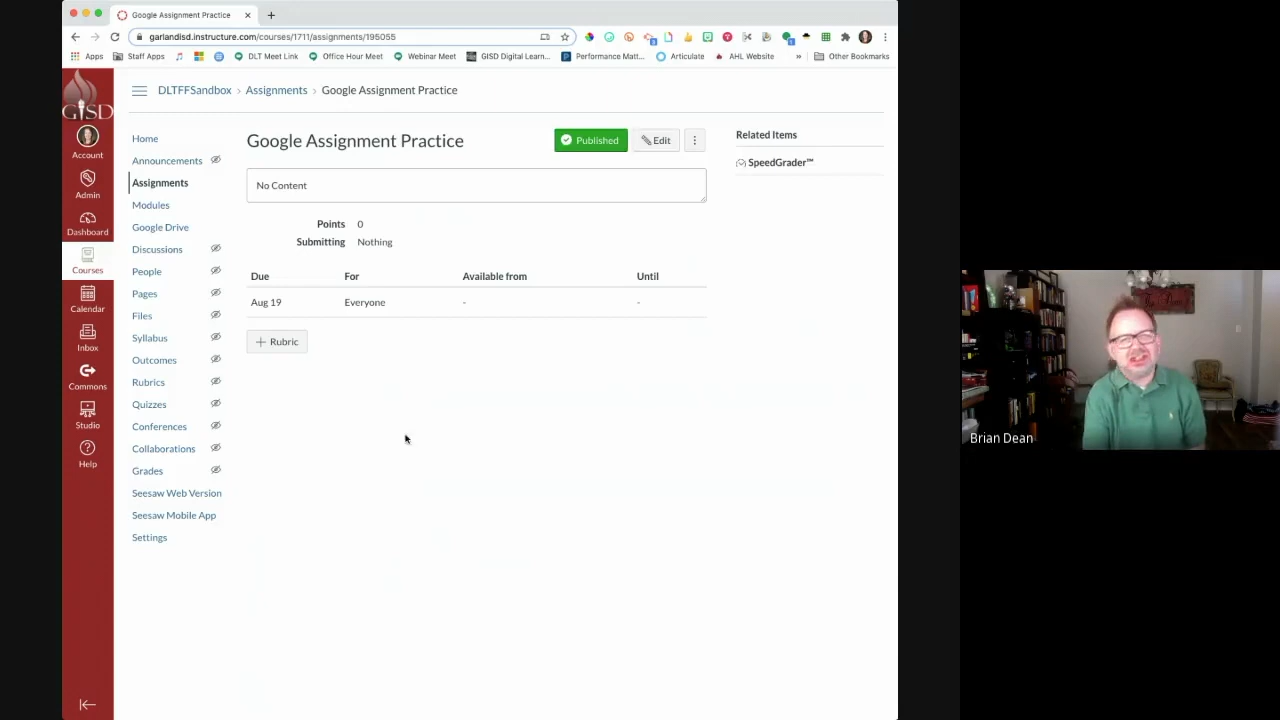 Google Assignment Practice
garlandisd.instructure.com/courses/1711/assignments/195055
Apps
Staff Apps
DLT Meet Link
Office Hour Meet
Webinar Meet
GISD Digital Learn...
Performance Matt...
Articulate
AHL Website
»
Other Bookmarks
GISD
Account
Admin
Dashboard
Courses
Calendar
Inbox
Commons
Studio
Help
DLTFFSandbox › Assignments › Google Assignment Practice
Home
Announcements
Assignments
Modules
Google Drive
Discussions
People
Pages
Files
Syllabus
Outcomes
Rubrics
Quizzes
Conferences
Collaborations
Grades
Seesaw Web Version
Seesaw Mobile App
Settings
Google Assignment Practice
Published
Edit
No Content
Points 0
Submitting Nothing
Due For Available from Until
Aug 19 Everyone - -
+ Rubric
Related Items
SpeedGrader™
Brian Dean